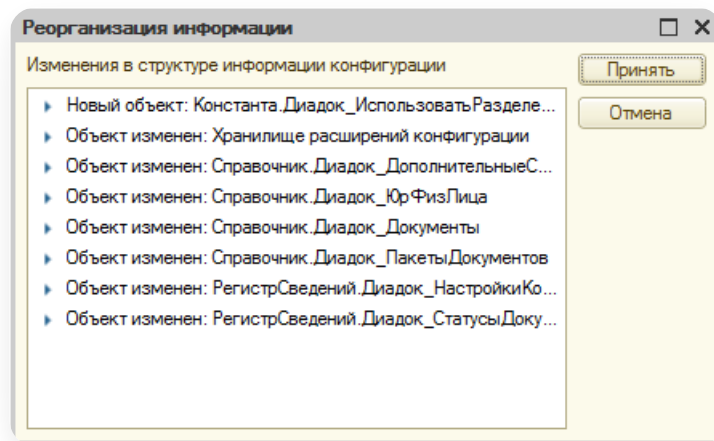 Реорганизация информации
Изменения в структуре информации конфигурации
Принять
Новый объект: Константа.Диадок_ИспользоватьРазделе...
Отмена
Объект изменен: Хранилище расширений конфигурации
Объект изменен: Справочник.Диадок_ДополнительныеС...
Объект изменен: Справочник.Диадок_ЮрФизЛица
Объект изменен: Справочник.Диадок_Документы
Объект изменен: Справочник.Диадок_ПакетыДокументов
Объект изменен: РегистрСведений.Диадок_НастройкиКо...
Объект изменен: РегистрСведений.Диадок_СтатусыДоку...